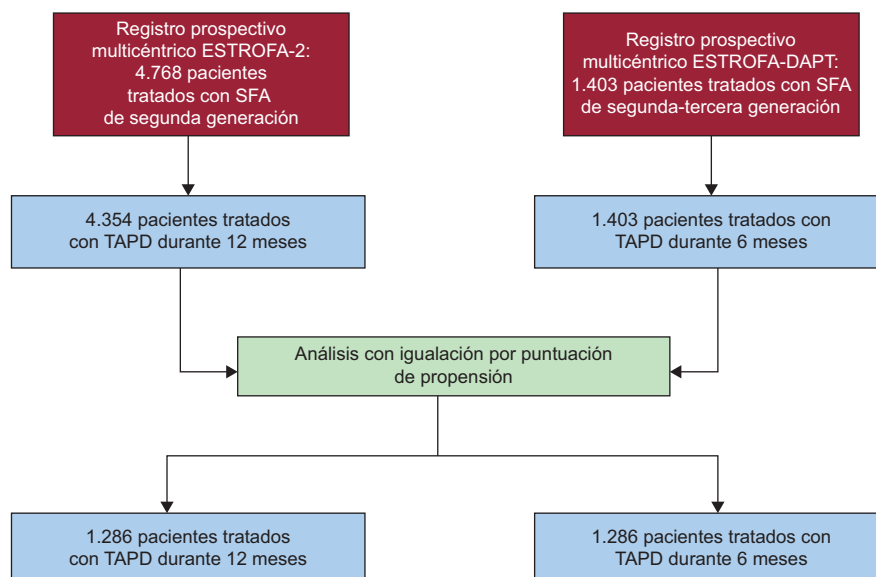 Registro prospectivo
multicéntrico ESTROFA-2:
4.768 pacientes
tratados con SFA
de segunda generación
Registro prospectivo
multicéntrico ESTROFA-DAPT:
1.403 pacientes tratados con SFA
de segunda-tercera generación
4.354 pacientes tratados
con TAPD durante 12 meses
1.403 pacientes tratados con
TAPD durante 6 meses
Análisis con igualación por puntuación
de propensión
1.286 pacientes tratados
con TAPD durante 12 meses
1.286 pacientes tratados con
TAPD durante 6 meses